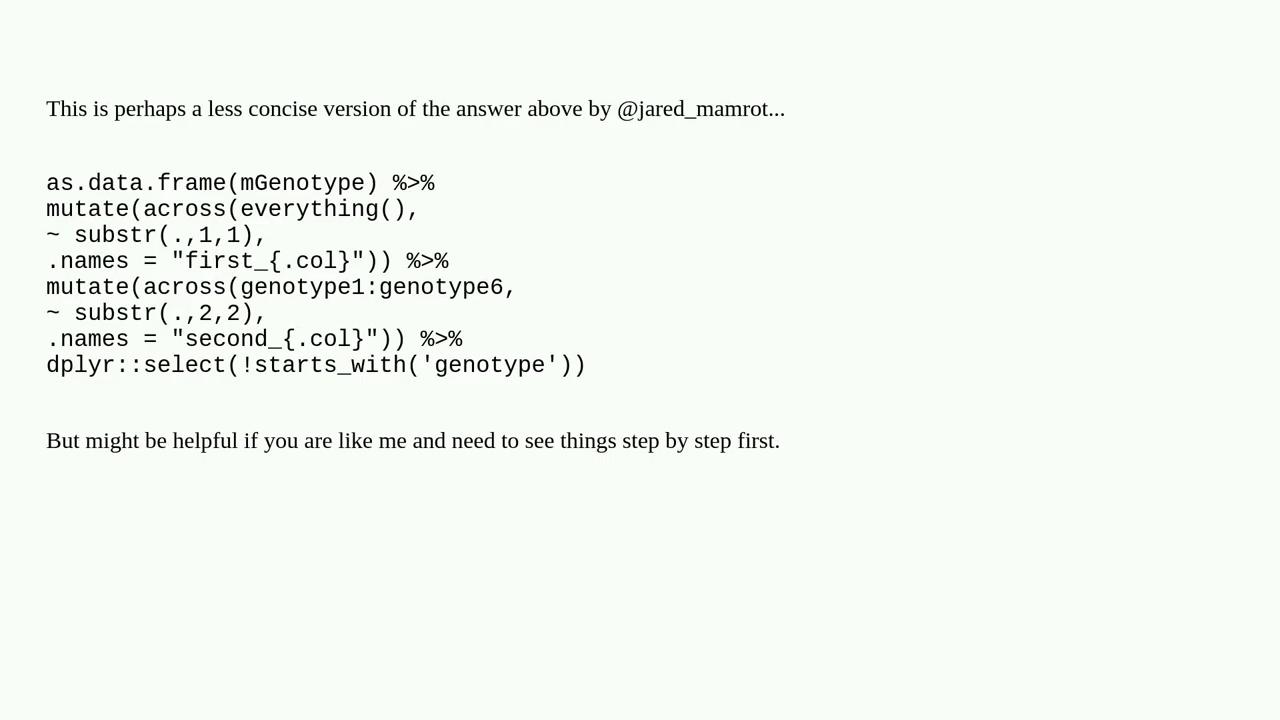 This is perhaps a less concise version of the answer above by @jared_mamrot...
as.data.frame(mGenotype) %>%
mutate(across(everything(),
~ substr(.,1,1),
.names = "first_{.col}")) %>%
mutate(across(genotype1:genotype6,
~ substr(.,2,2),
.names = "second_{.col}")) %>%
dplyr::select(!starts_with('genotype'))
But might be helpful if you are like me and need to see things step by step first.